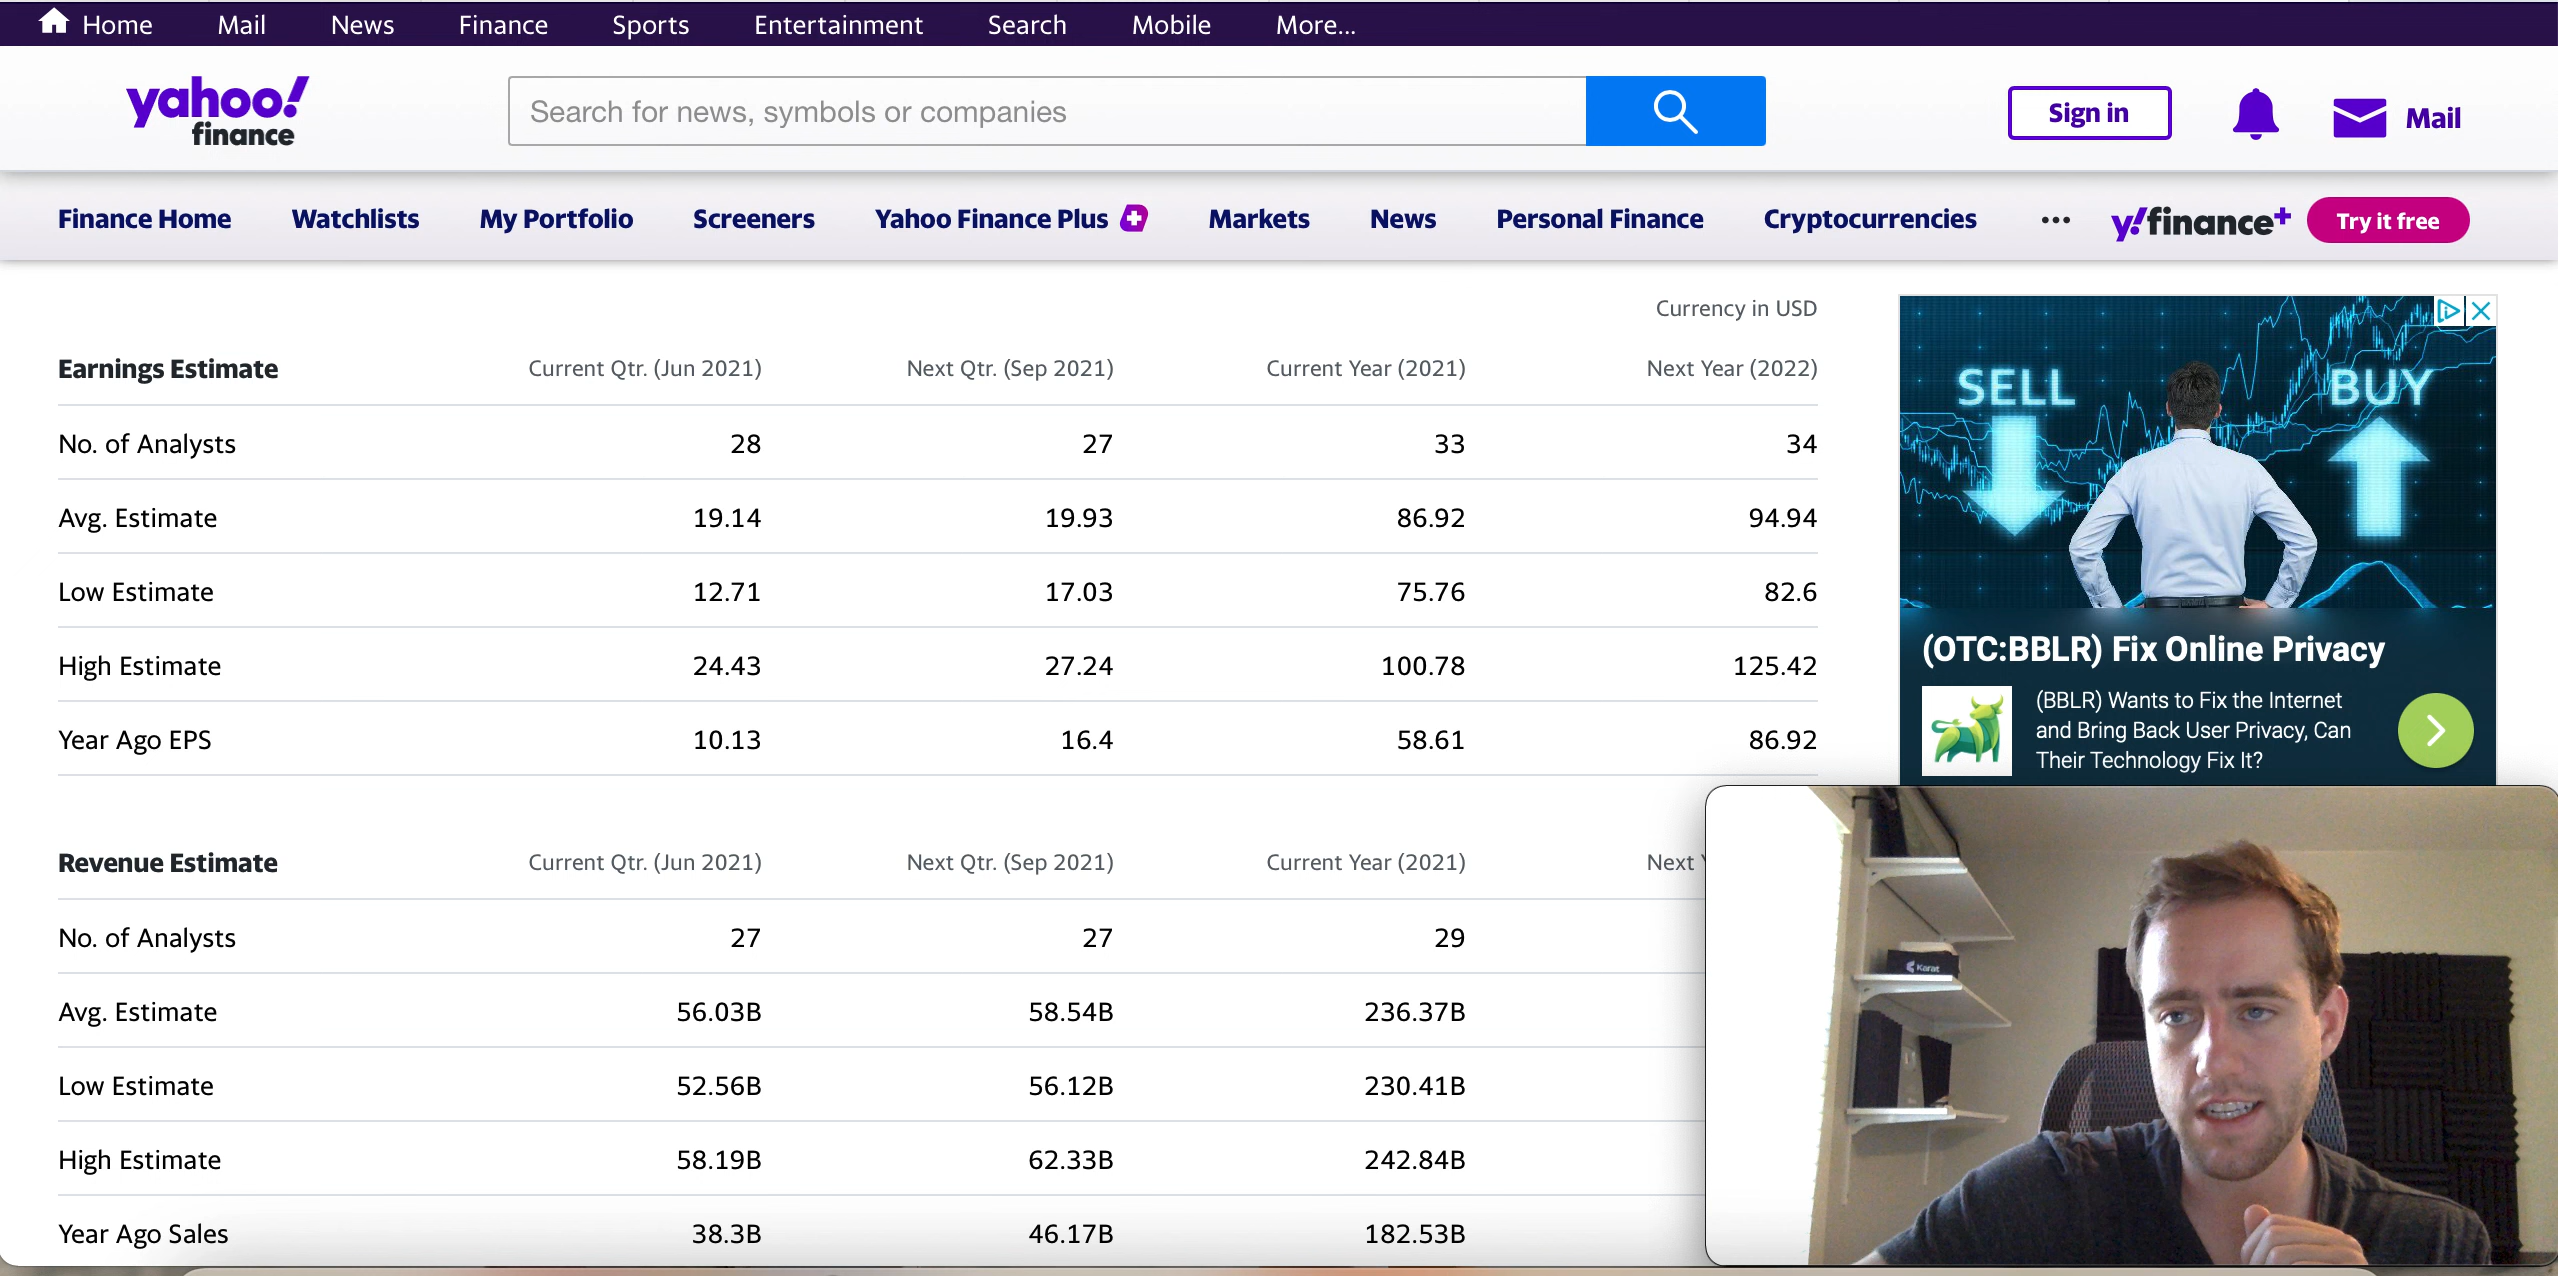 Home Mail News Finance Sports Entertainment Search Mobile More...
yahoo!
finance
Search for news, symbols or companies
Sign in
Mail
Finance Home Watchlists My Portfolio Screeners Yahoo Finance Plus Markets News Personal Finance Cryptocurrencies ... y!finance+ Try it free
Currency in USD
Earnings Estimate Current Qtr. (Jun 2021) Next Qtr. (Sep 2021) Current Year (2021) Next Year (2022)
No. of Analysts 28 27 33 34
Avg. Estimate 19.14 19.93 86.92 94.94
Low Estimate 12.71 17.03 75.76 82.6
High Estimate 24.43 27.24 100.78 125.42
Year Ago EPS 10.13 16.4 58.61 86.92
Revenue Estimate Current Qtr. (Jun 2021) Next Qtr. (Sep 2021) Current Year (2021) Next
No. of Analysts 27 27 29
Avg. Estimate 56.03B 58.54B 236.37B
Low Estimate 52.56B 56.12B 230.41B
High Estimate 58.19B 62.33B 242.84B
Year Ago Sales 38.3B 46.17B 182.53B
SELL BUY
(OTC:BBLR) Fix Online Privacy
(BBLR) Wants to Fix the Internet
and Bring Back User Privacy, Can
Their Technology Fix It?
Karat